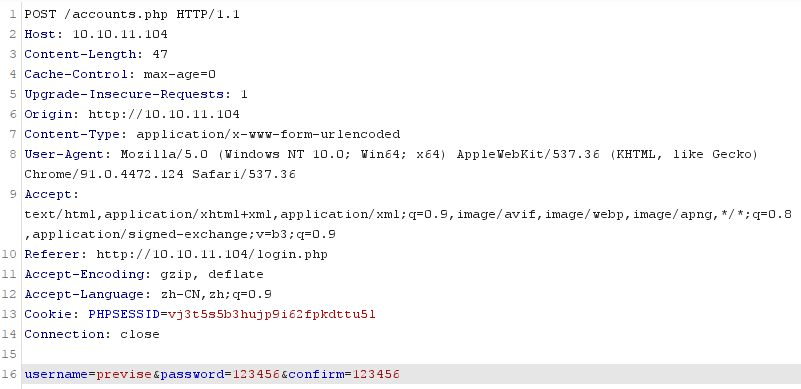 1 POST /accounts.php HTTP/1.1
2 Host: 10.10.11.104
3 Content-Length: 47
4 Cache-Control: max-age=0
5 Upgrade-Insecure-Requests: 1
6 Origin: http://10.10.11.104
7 Content-Type: application/x-www-form-urlencoded
8 User-Agent: Mozilla/5.0 (Windows NT 10.0; Win64; x64) AppleWebKit/537.36 (KHTML, like Gecko)
Chrome/91.0.4472.124 Safari/537.36
9 Accept:
text/html,application/xhtml+xml,application/xml;q=0.9,image/avif,image/webp,image/apng,*/*;q=0.8
,application/signed-exchange;v=b3;q=0.9
10 Referer: http://10.10.11.104/login.php
11 Accept-Encoding: gzip, deflate
12 Accept-Language: zh-CN,zh;q=0.9
13 Cookie: PHPSESSID=vj3t5s5b3hujp9i62fpkdttu5l
14 Connection: close
15
16 username=previse&password=123456&confirm=123456